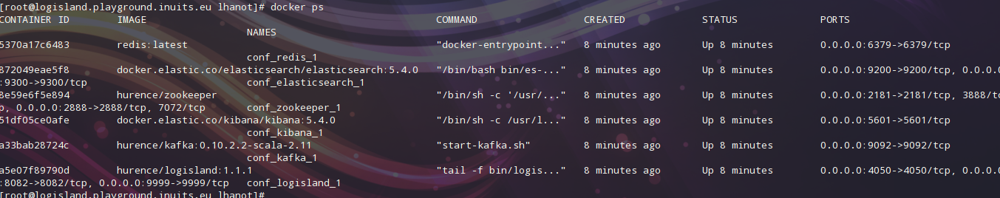 [root@logisland.playground.inuits.eu lhanot]# docker ps
CONTAINER ID        IMAGE                                                 COMMAND                  CREATED             STATUS              PORTS
                      NAMES
5370a17c6483        redis:latest                                          "docker-entrypoint..."   8 minutes ago       Up 8 minutes        0.0.0.0:6379->6379/tcp
                      conf_redis_1
872049eae5f8        docker.elastic.co/elasticsearch/elasticsearch:5.4.0   "/bin/bash bin/es-..."   8 minutes ago       Up 8 minutes        0.0.0.0:9200->9200/tcp, 0.0.0.0
:9300->9300/tcp                           conf_elasticsearch_1
8e59e6f5e894        hurence/zookeeper                                     "/bin/sh -c '/usr/..."   8 minutes ago       Up 8 minutes        0.0.0.0:2181->2181/tcp, 3888/tc
p, 0.0.0.0:2888->2888/tcp, 7072/tcp       conf_zookeeper_1
51df05ce0afe        docker.elastic.co/kibana/kibana:5.4.0                 "/bin/sh -c /usr/l..."   8 minutes ago       Up 8 minutes        0.0.0.0:5601->5601/tcp
                      conf_kibana_1
a33bab28724c        hurence/kafka:0.10.2.2-scala-2.11                     "start-kafka.sh"         8 minutes ago       Up 8 minutes        0.0.0.0:9092->9092/tcp
                      conf_kafka_1
a5e07f89790d        hurence/logisland:1.1.1                               "tail -f bin/logis..."   8 minutes ago       Up 8 minutes        0.0.0.0:4050->4050/tcp, 0.0.0.0
:8082->8082/tcp, 0.0.0.0:9999->9999/tcp   conf_logisland_1
[root@logisland.playground.inuits.eu lhanot]#